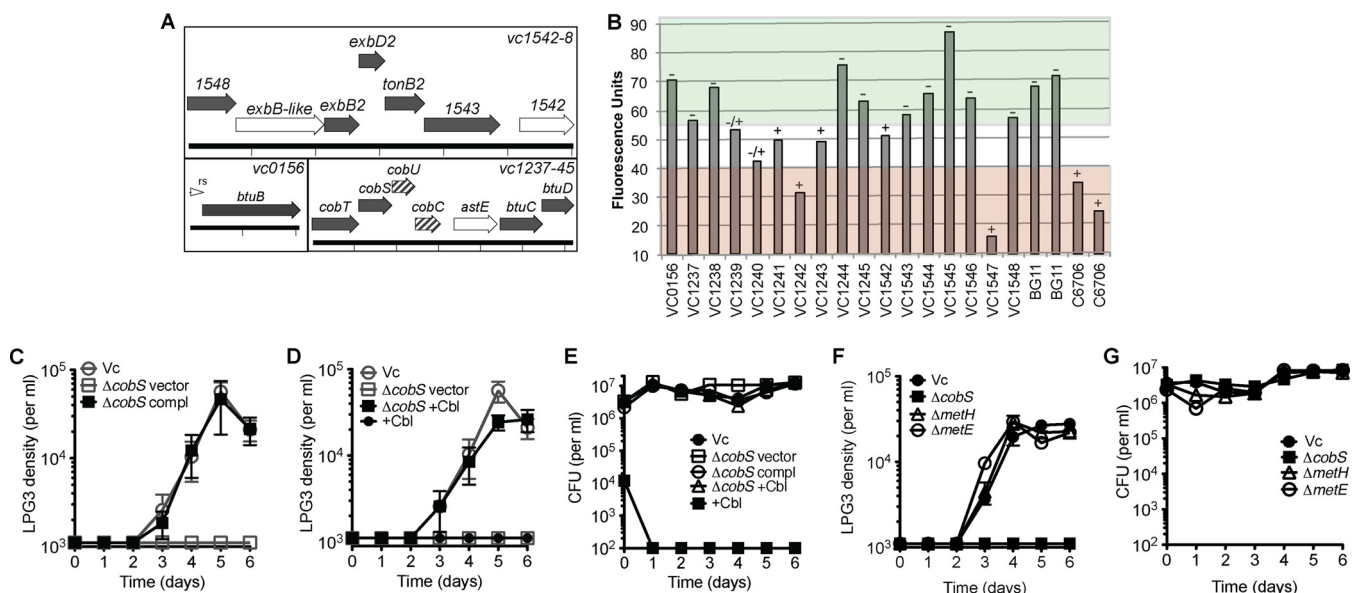 A
vc1542-8
exbD2
1548
tonB2
1542
exbB-like
exbB2
1543
vc0156
rs
btuB
vc1237-45
cobU
btuD
cobS
cobT
cobC
astE
btuC
B
Fluorescence Units
90
80
70
60
50
40
30
20
10
- - - -/+ -/+ + + + - - + - - - - + - - - + +
VC0156
VC1237
VC1238
VC1239
VC1240
VC1241
VC1242
VC1243
VC1244
VC1245
VC1542
VC1543
VC1544
VC1545
VC1546
VC1547
VC1548
BG11
BG11
C6706
C6706
C
LPG3 density (per ml)
10^5
10^4
10^3
Vc
ΔcobS vector
ΔcobS compl
0 1 2 3 4 5 6
Time (days)
D
LPG3 density (per ml)
10^5
10^4
10^3
Vc
ΔcobS vector
ΔcobS +Cbl
+Cbl
0 1 2 3 4 5 6
Time (days)
E
CFU (per ml)
10^7
10^6
10^5
10^4
10^3
10^2
Vc
ΔcobS vector
ΔcobS compl
ΔcobS +Cbl
+Cbl
0 1 2 3 4 5 6
Time (days)
F
LPG3 density (per ml)
10^5
10^4
10^3
Vc
ΔcobS
ΔmetH
ΔmetE
0 1 2 3 4 5 6
Time (days)
G
CFU (per ml)
10^7
10^6
10^5
10^4
10^3
10^2
Vc
ΔcobS
ΔmetH
ΔmetE
0 1 2 3 4 5 6
Time (days)